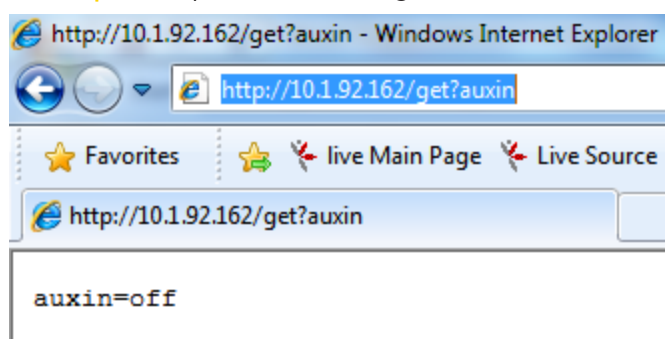 http://10.1.92.162/get?auxin - Windows Internet Explorer
http://10.1.92.162/get?auxin
Favorites live Main Page Live Source
http://10.1.92.162/get?auxin
auxin=off